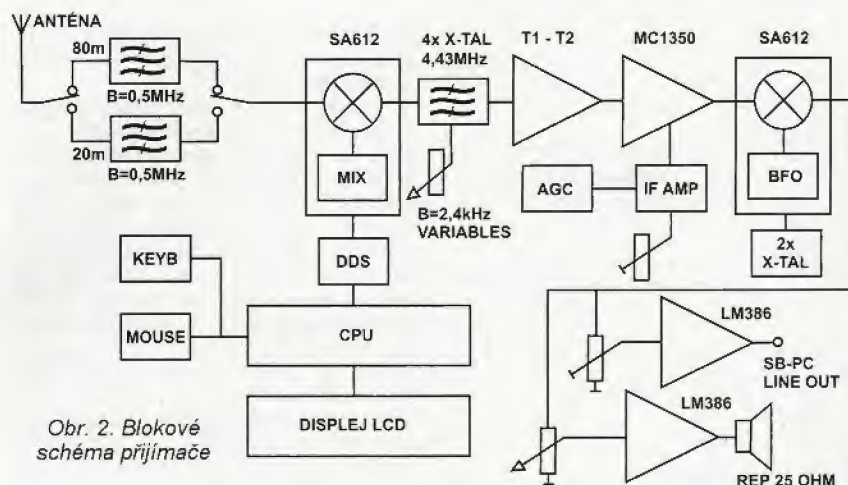 ANTÉNA
80m
B=0,5MHz
20m
B=0,5MHz
SA612
MIX
4x X-TAL
4,43MHz
B=2,4kHz
VARIABLES
T1 - T2
MC1350
AGC
IF AMP
SA612
BFO
2x
X-TAL
DDS
KEYB
MOUSE
CPU
DISPLEJ LCD
LM386
SB-PC
LINE OUT
LM386
REP 25 OHM
Obr. 2. Blokové
schéma přijímače